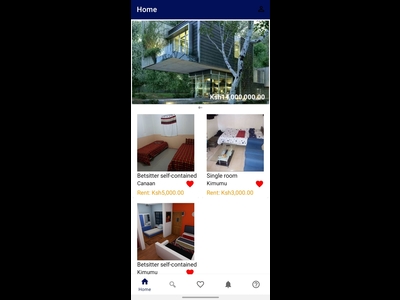 Home
Ksh14,000,000.00
Betsitter self-contained
Canaan
Rent: Ksh5,000.00
Single room
Kimumu
Rent: Ksh3,000.00
Betsitter self-contained
Kimumu
Home